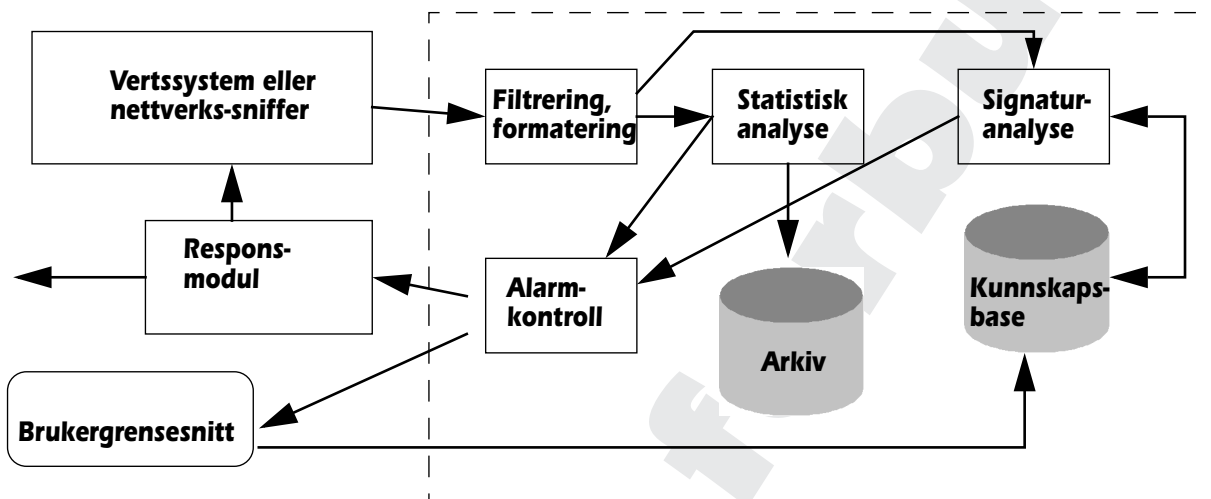 Vertssystem eller
nettverks-sniffer
Filtrering,
formatering
Statistisk
analyse
Signatur-
analyse
Respons-
modul
Alarm-
kontroll
Arkiv
Kunnskaps-
base
Brukergrensesnitt